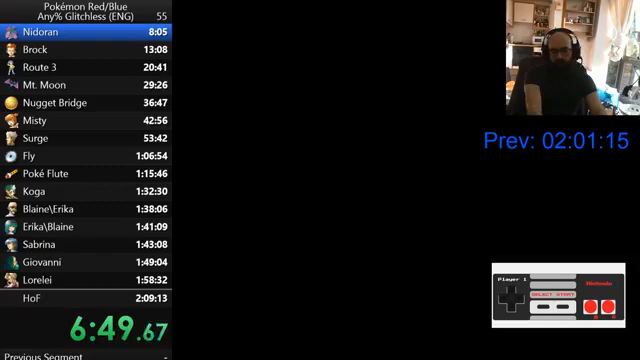 Pokémon Red/Blue
Any% Glitchless (ENG) 55
Nidoran 8:05
Brock 13:08
Route 3 20:41
Mt. Moon 29:26
Nugget Bridge 36:47
Misty 42:56
Surge 53:42
Fly 1:06:54
Poké Flute 1:15:46
Koga 1:32:30
Blaine\Erika 1:38:06
Erika\Blaine 1:41:09
Sabrina 1:43:08
Giovanni 1:49:04
Lorelei 1:58:32
HoF 2:09:13
6:49.67
Previous Segment -
Prev: 02:01:15
Player 1
Nintendo
SELECT START
B A